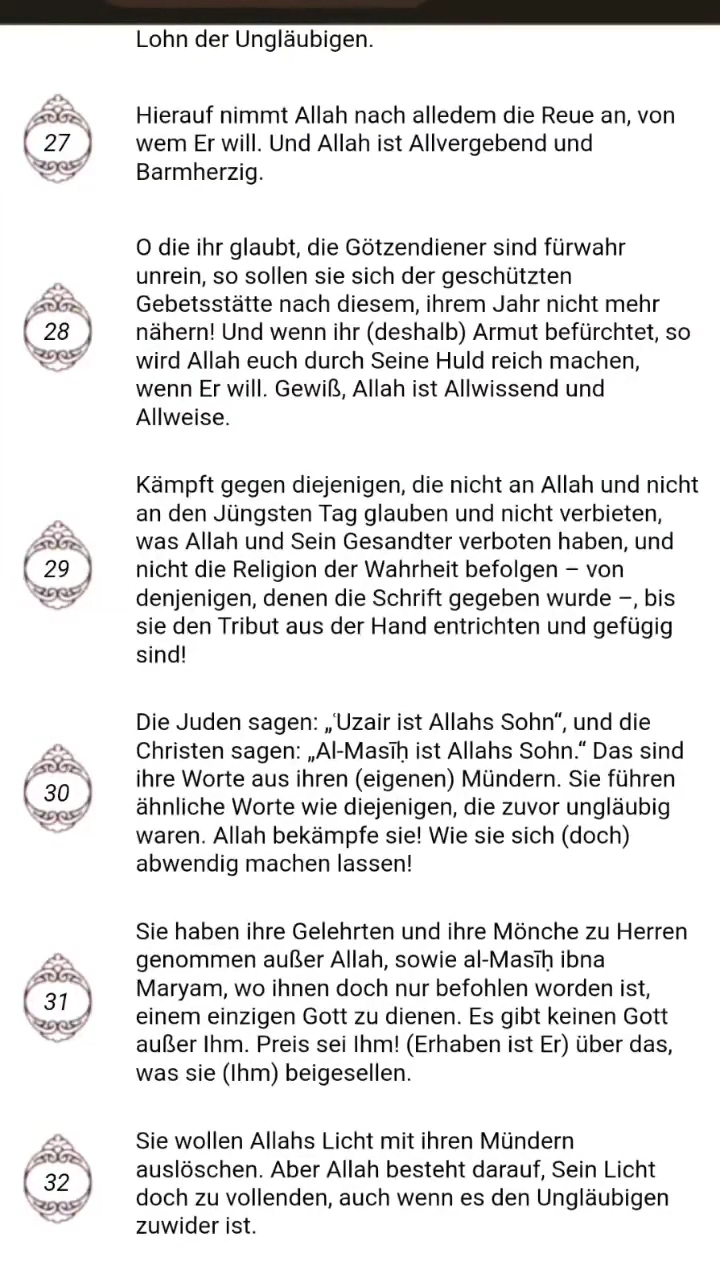 Lohn der Ungläubigen.
27
Hierauf nimmt Allah nach alledem die Reue an, von
wem Er will. Und Allah ist Allvergebend und
Barmherzig.
28
O die ihr glaubt, die Götzendiener sind fürwahr
unrein, so sollen sie sich der geschützten
Gebetsstätte nach diesem, ihrem Jahr nicht mehr
nähern! Und wenn ihr (deshalb) Armut befürchtet, so
wird Allah euch durch Seine Huld reich machen,
wenn Er will. Gewiß, Allah ist Allwissend und
Allweise.
29
Kämpft gegen diejenigen, die nicht an Allah und nicht
an den Jüngsten Tag glauben und nicht verbieten,
was Allah und Sein Gesandter verboten haben, und
nicht die Religion der Wahrheit befolgen – von
denjenigen, denen die Schrift gegeben wurde –, bis
sie den Tribut aus der Hand entrichten und gefügig
sind!
30
Die Juden sagen: „ʿUzair ist Allahs Sohn“, und die
Christen sagen: „Al-Masīḥ ist Allahs Sohn.“ Das sind
ihre Worte aus ihren (eigenen) Mündern. Sie führen
ähnliche Worte wie diejenigen, die zuvor ungläubig
waren. Allah bekämpfe sie! Wie sie sich (doch)
abwendig machen lassen!
31
Sie haben ihre Gelehrten und ihre Mönche zu Herren
genommen außer Allah, sowie al-Masīḥ ibna
Maryam, wo ihnen doch nur befohlen worden ist,
einem einzigen Gott zu dienen. Es gibt keinen Gott
außer Ihm. Preis sei Ihm! (Erhaben ist Er) über das,
was sie (Ihm) beigesellen.
32
Sie wollen Allahs Licht mit ihren Mündern
auslöschen. Aber Allah besteht darauf, Sein Licht
doch zu vollenden, auch wenn es den Ungläubigen
zuwider ist.